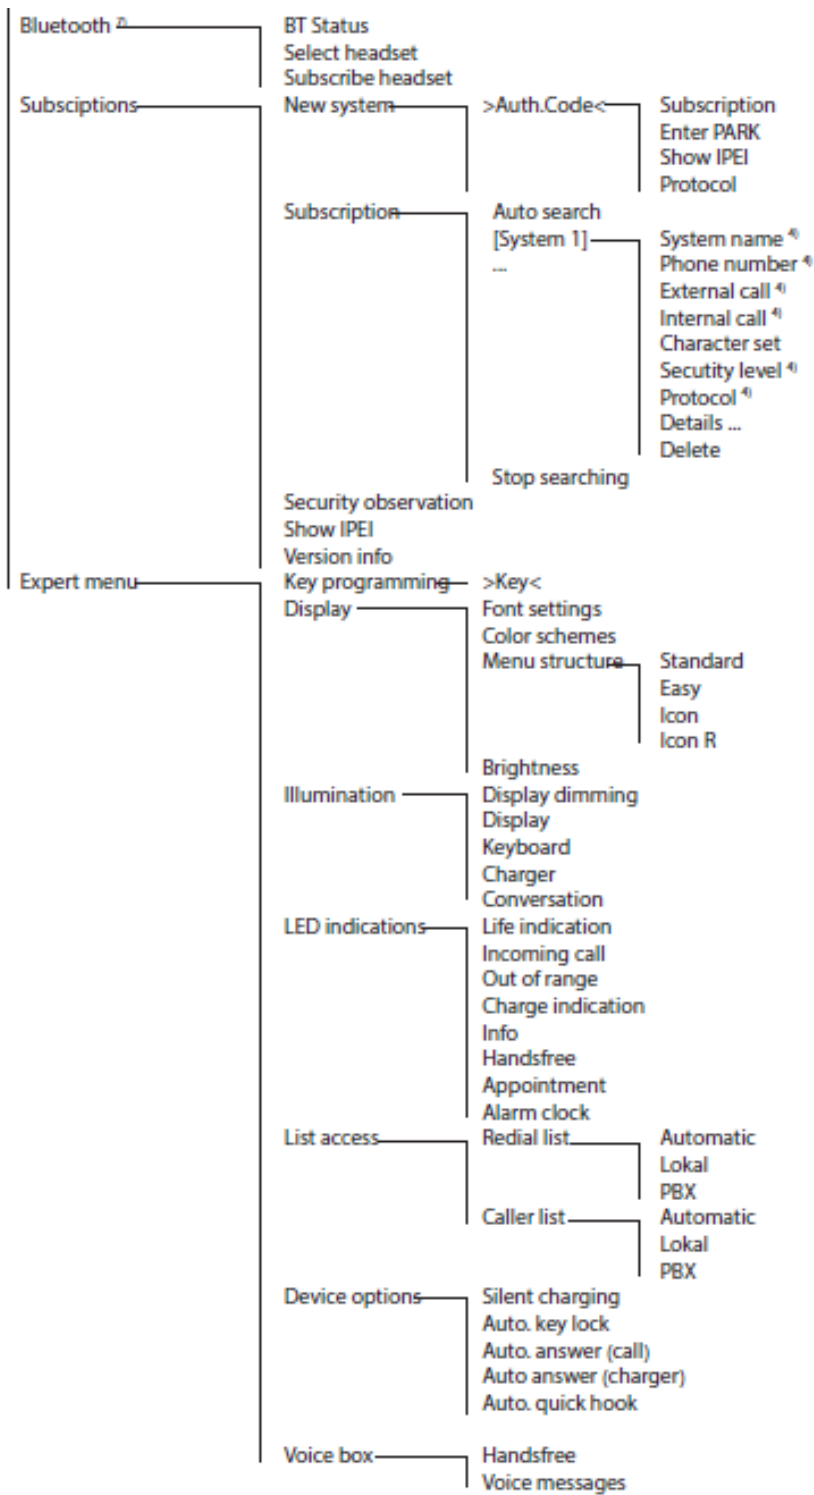 Bluetooth 7) BT Status
Select headset
Subscribe headset
Subsciptions New system >Auth.Code< Subscription
Enter PARK
Show IPEI
Protocol
Subscription Auto search
[System 1] System name 4)
... Phone number 4)
External call 4)
Internal call 4)
Character set
Secutity level 4)
Protocol 4)
Details ...
Delete
Stop searching
Security observation
Show IPEI
Version info
Expert menu Key programming >Key<
Display Font settings
Color schemes
Menu structure Standard
Easy
Icon
Icon R
Brightness
Illumination Display dimming
Display
Keyboard
Charger
Conversation
LED indications Life indication
Incoming call
Out of range
Charge indication
Info
Handsfree
Appointment
Alarm clock
List access Redial list Automatic
Lokal
PBX
Caller list Automatic
Lokal
PBX
Device options Silent charging
Auto. key lock
Auto. answer (call)
Auto answer (charger)
Auto. quick hook
Voice box Handsfree
Voice messages